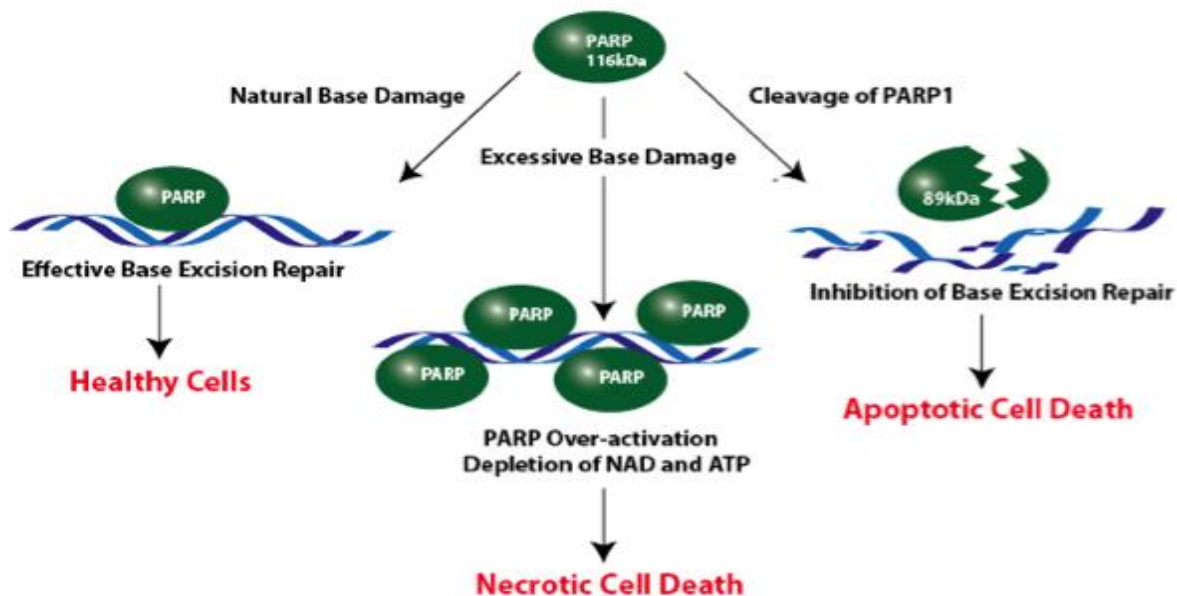 PARP
116kDa
Natural Base Damage
Cleavage of PARP1
Excessive Base Damage
PARP
89kDa
Effective Base Excision Repair
Inhibition of Base Excision Repair
PARP
PARP
PARP
PARP
Healthy Cells
Apoptotic Cell Death
PARP Over-activation
Depletion of NAD and ATP
Necrotic Cell Death